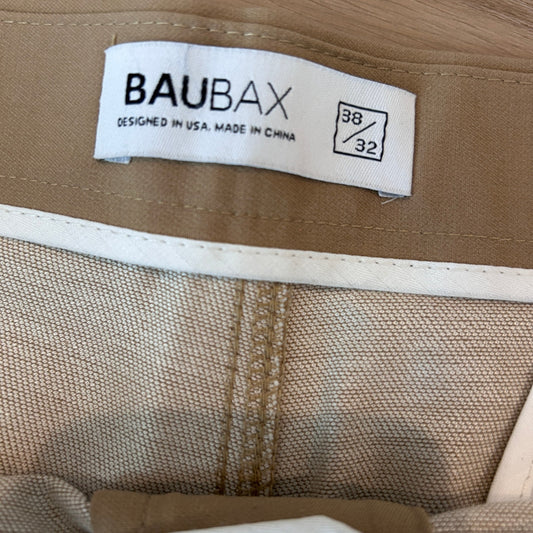 BAUBAX
DESIGNED IN USA. MADE IN CHINA
38/32